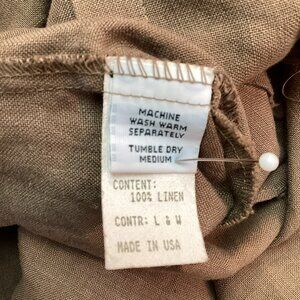 MACHINE
WASH WARM
SEPARATELY
TUMBLE DRY
MEDIUM
CONTENT:
100% LINEN
CONTR: L & W
MADE IN USA